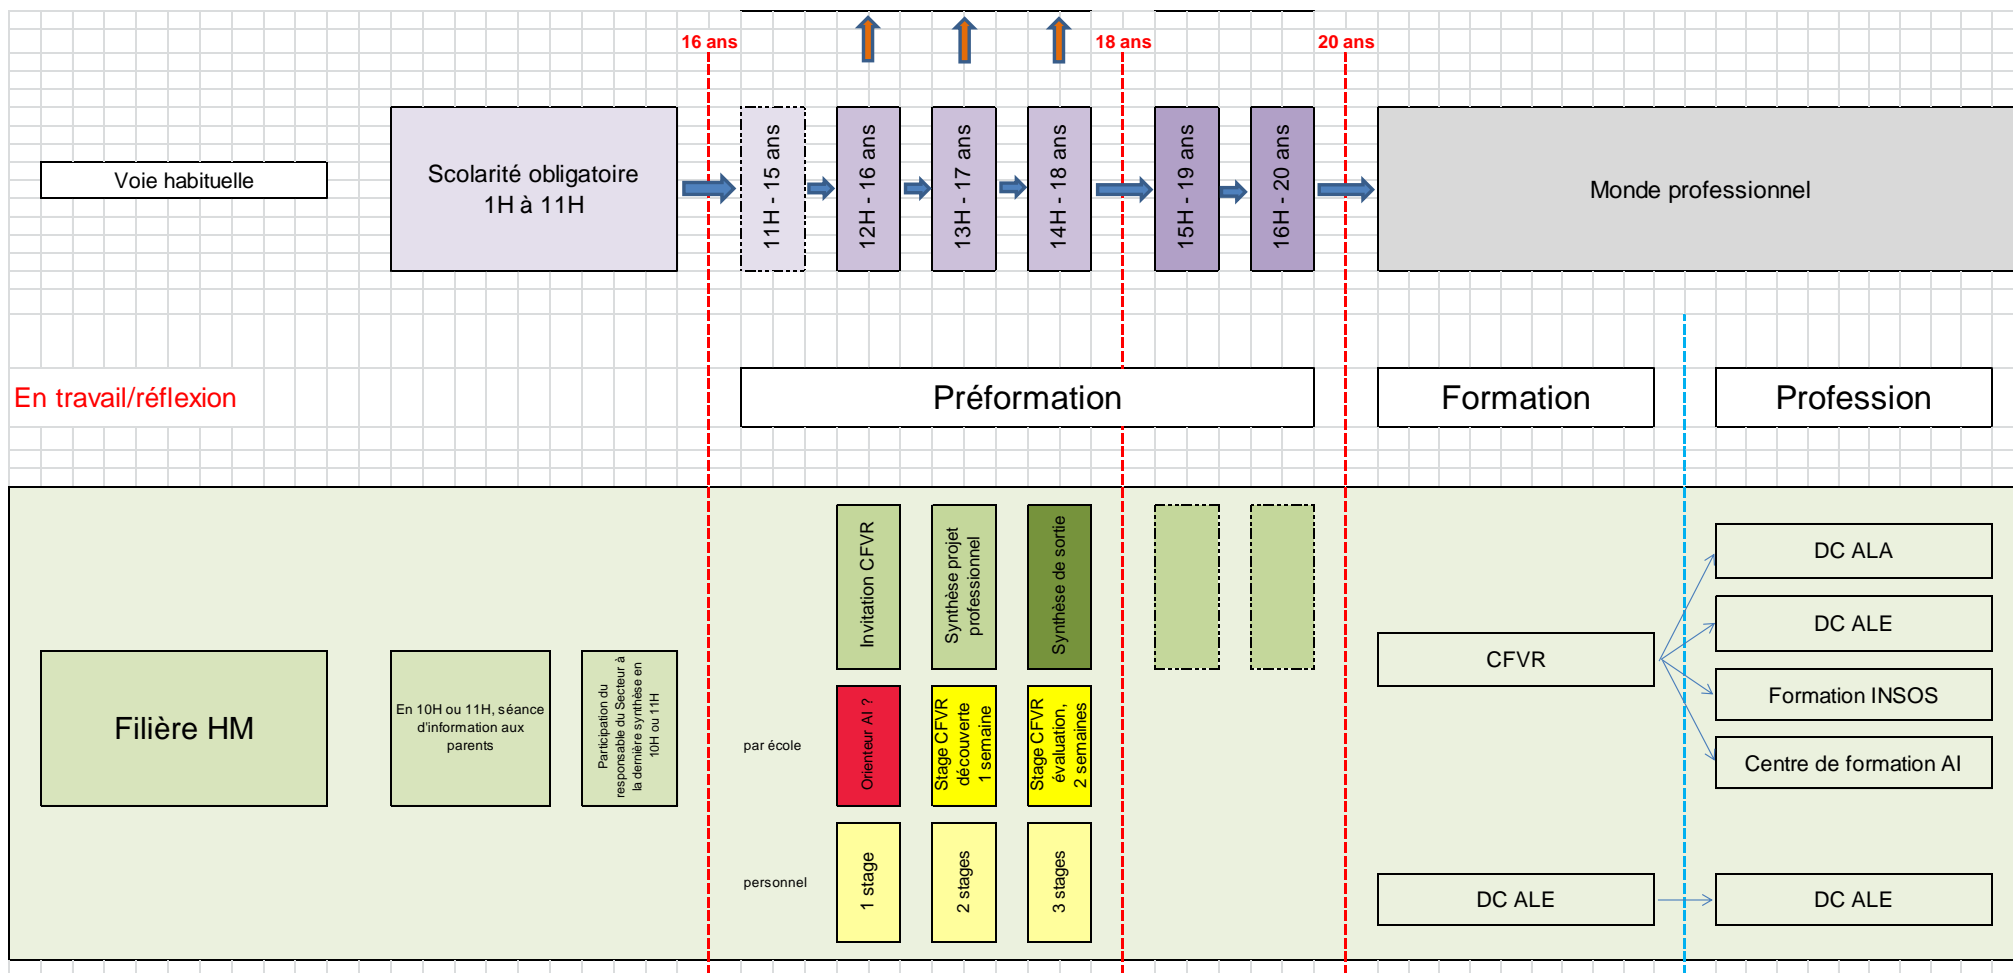 16 ans
18 ans
20 ans
Voie habituelle
Scolarité obligatoire
1H à 11H
11H - 15 ans
12H - 16 ans
13H - 17 ans
14H - 18 ans
15H - 19 ans
16H - 20 ans
Monde professionnel
En travail/réflexion
Préformation
Formation
Profession
Filière HM
En 10H ou 11H, séance
d'information aux
parents
Participation du
responsable du Secteur à
la dernière synthèse en
10H ou 11H
Invitation CFVR
Synthèse projet
professionnel
Synthèse de sortie
par école
Orienteur AI ?
Stage CFVR
découverte
1 semaine
Stage CFVR
évaluation,
2 semaines
personnel
1 stage
2 stages
3 stages
CFVR
DC ALA
DC ALE
Formation INSOS
Centre de formation AI
DC ALE
DC ALE